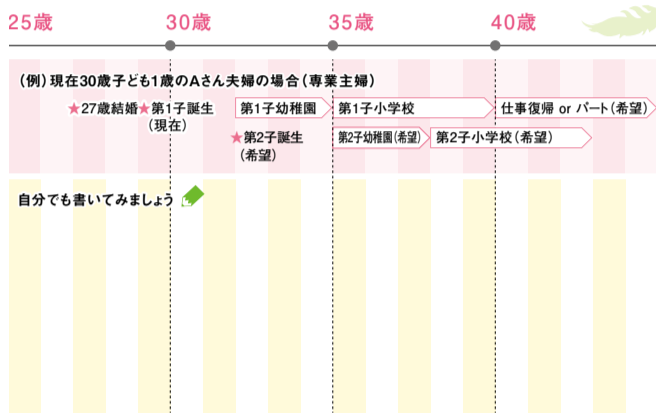 25歳 30歳 35歳 40歳
(例)現在30歳子ども1歳のAさん夫婦の場合(専業主婦)
★27歳結婚★第1子誕生 第1子幼稚園 第1子小学校 仕事復帰 or パート(希望)
(現在)
★第2子誕生 第2子幼稚園(希望) 第2子小学校(希望)
(希望)
自分でも書いてみましょう